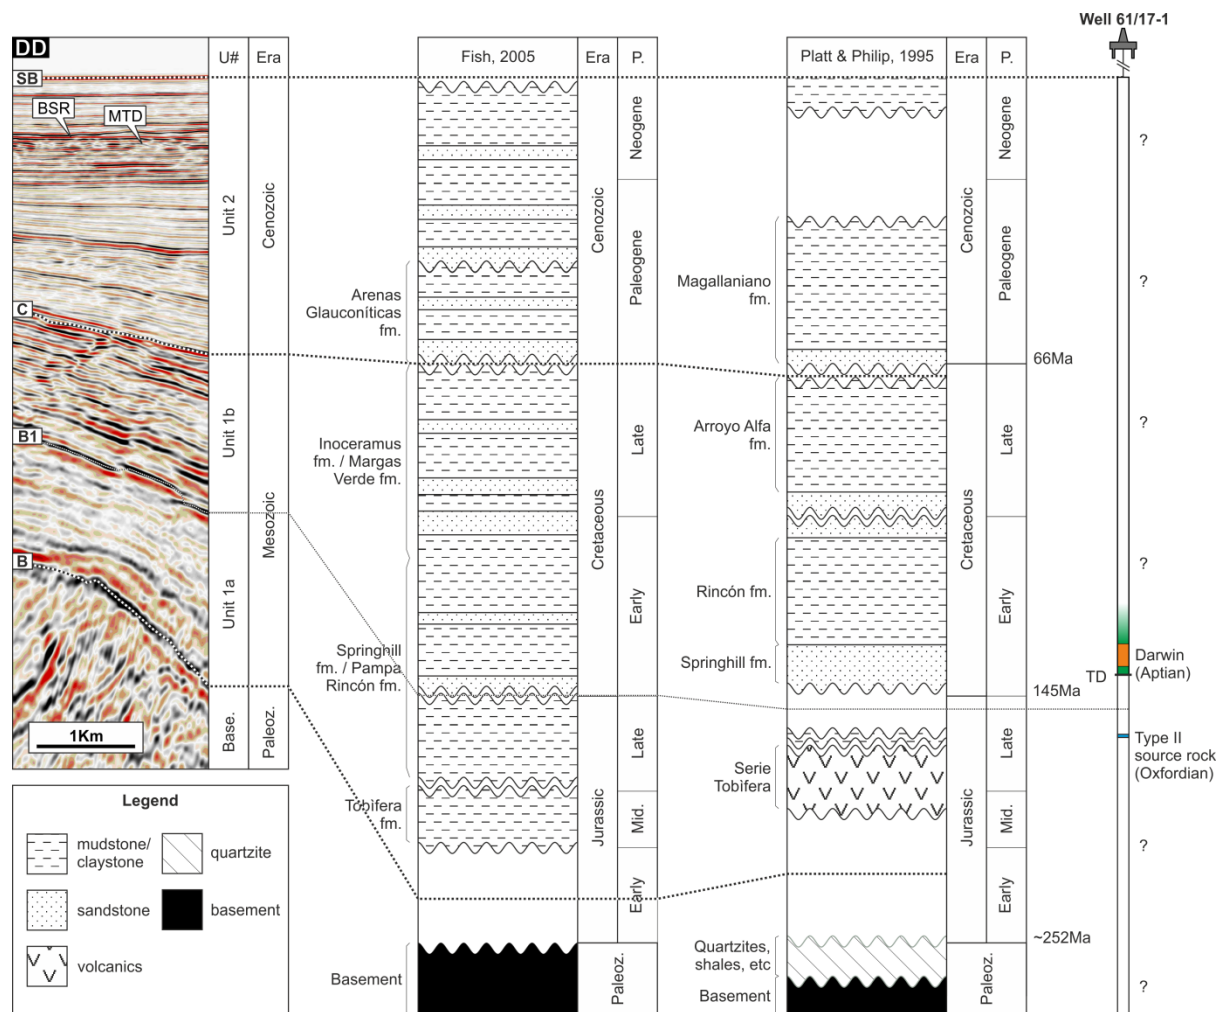 Well 61/17-1
DD
U#
Era
Fish, 2005
Era
P.
Platt & Philip, 1995
Era
P.
SB
BSR
MTD
C
B1
B
1Km
Unit 2
Unit 1b
Unit 1a
Base.
Cenozoic
Mesozoic
Paleoz.
Arenas
Glauconíticas
fm.
Inoceramus
fm. / Margas
Verde fm.
Springhill
fm. / Pampa
Rincón fm.
Tobífera
fm.
Basement
Cenozoic
Cretaceous
Jurassic
Paleoz.
Neogene
Paleogene
Late
Early
Late
Mid.
Early
Magallaniano
fm.
Arroyo Alfa
fm.
Rincón fm.
Springhill fm.
Serie
Tobífera
Quartzites,
shales, etc
Basement
Cenozoic
Cretaceous
Jurassic
Paleoz.
Neogene
Paleogene
Late
Early
Late
Mid.
Early
66Ma
145Ma
~252Ma
?
?
?
?
Darwin
(Aptian)
TD
Type II
source rock
(Oxfordian)
?
?
Legend
mudstone/
claystone
quartzite
sandstone
basement
volcanics